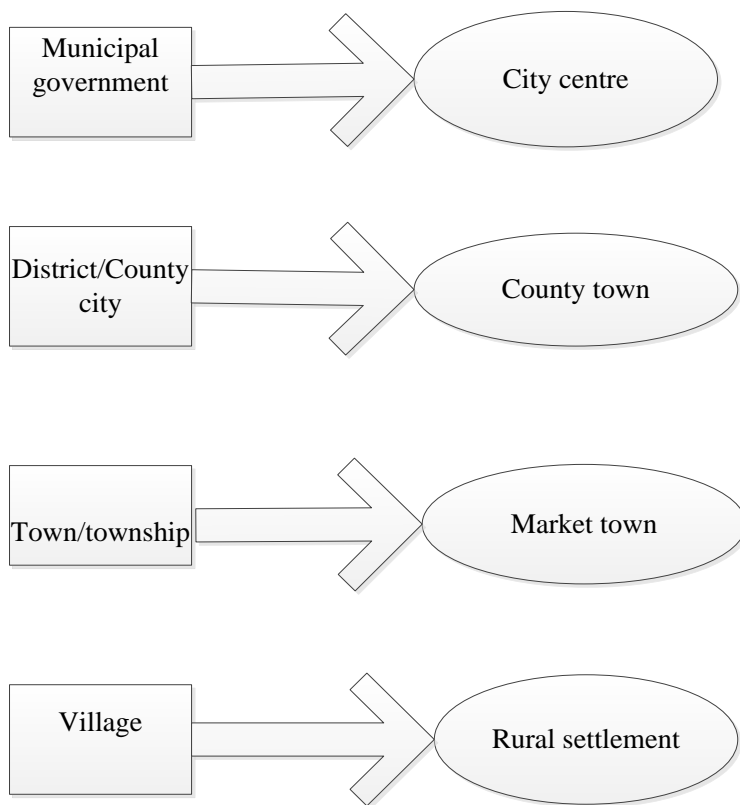 Municipal
government
City centre
District/County
city
County town
Town/township
Market town
Village
Rural settlement